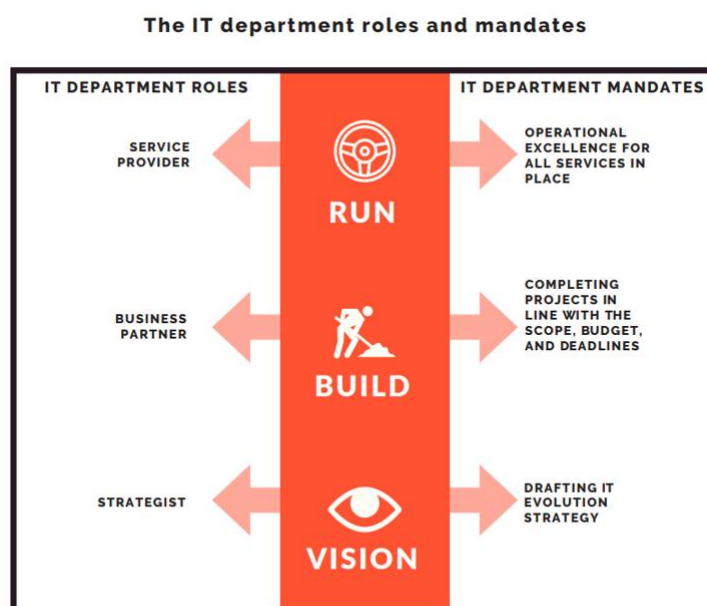 The IT department roles and mandates
IT DEPARTMENT ROLES
IT DEPARTMENT MANDATES
SERVICE
PROVIDER
RUN
OPERATIONAL
EXCELLENCE FOR
ALL SERVICES IN
PLACE
BUSINESS
PARTNER
BUILD
COMPLETING
PROJECTS IN
LINE WITH THE
SCOPE, BUDGET,
AND DEADLINES
STRATEGIST
VISION
DRAFTING IT
EVOLUTION
STRATEGY